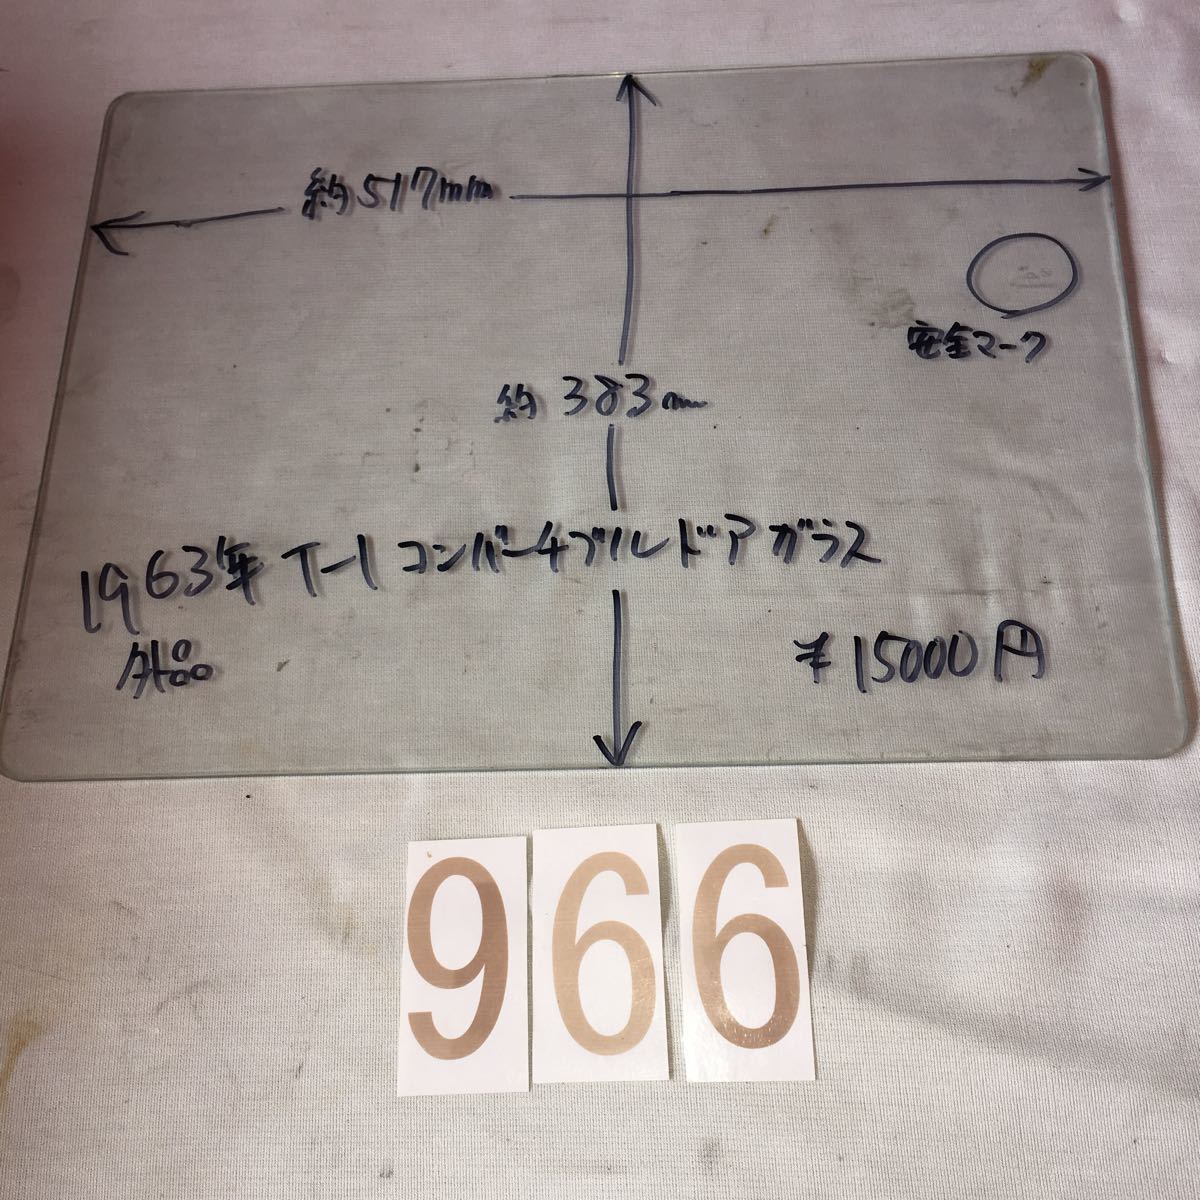 約517mm
安全マーク
約383mm
1963年 T-1 コンバーチブルドアガラス
外品
¥15000円
966